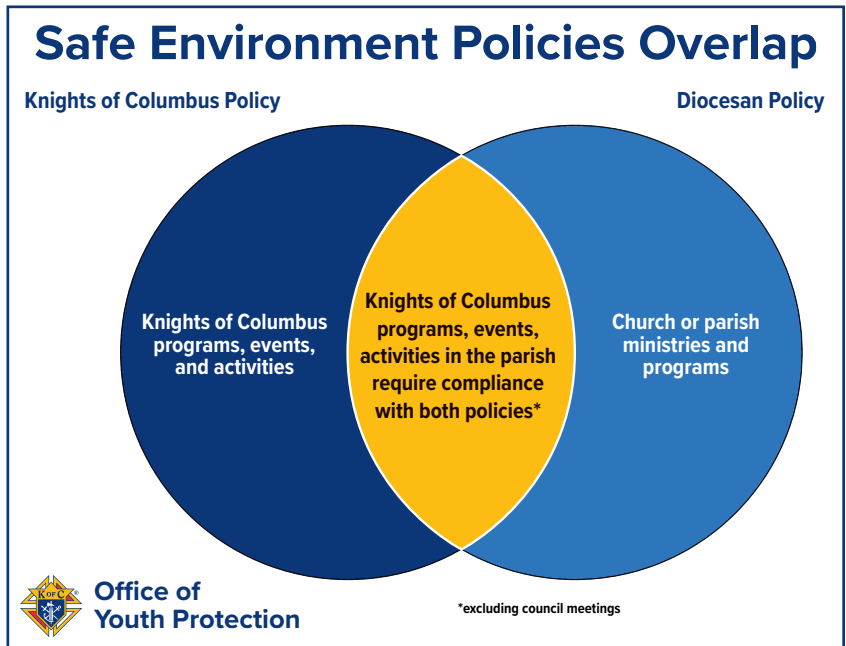 Safe Environment Policies Overlap
Knights of Columbus Policy
Diocesan Policy
Knights of Columbus
programs, events,
and activities
Knights of Columbus
programs, events,
activities in the parish
require compliance
with both policies*
Church or parish
ministries and
programs
K OF C
®
Office of
Youth Protection
*excluding council meetings